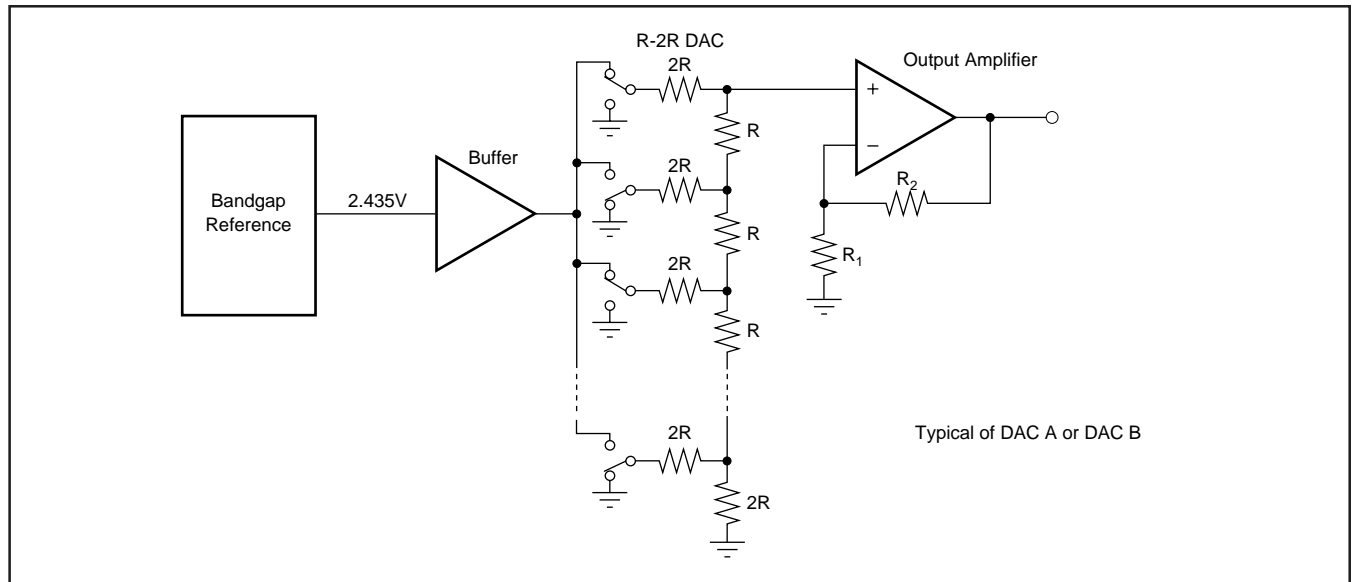 R-2R DAC
2R
Output Amplifier
+
R
−
Buffer
2R
R2
Bandgap
Reference
2.435V
R
R1
2R
R
2R
Typical of DAC A or DAC B
2R